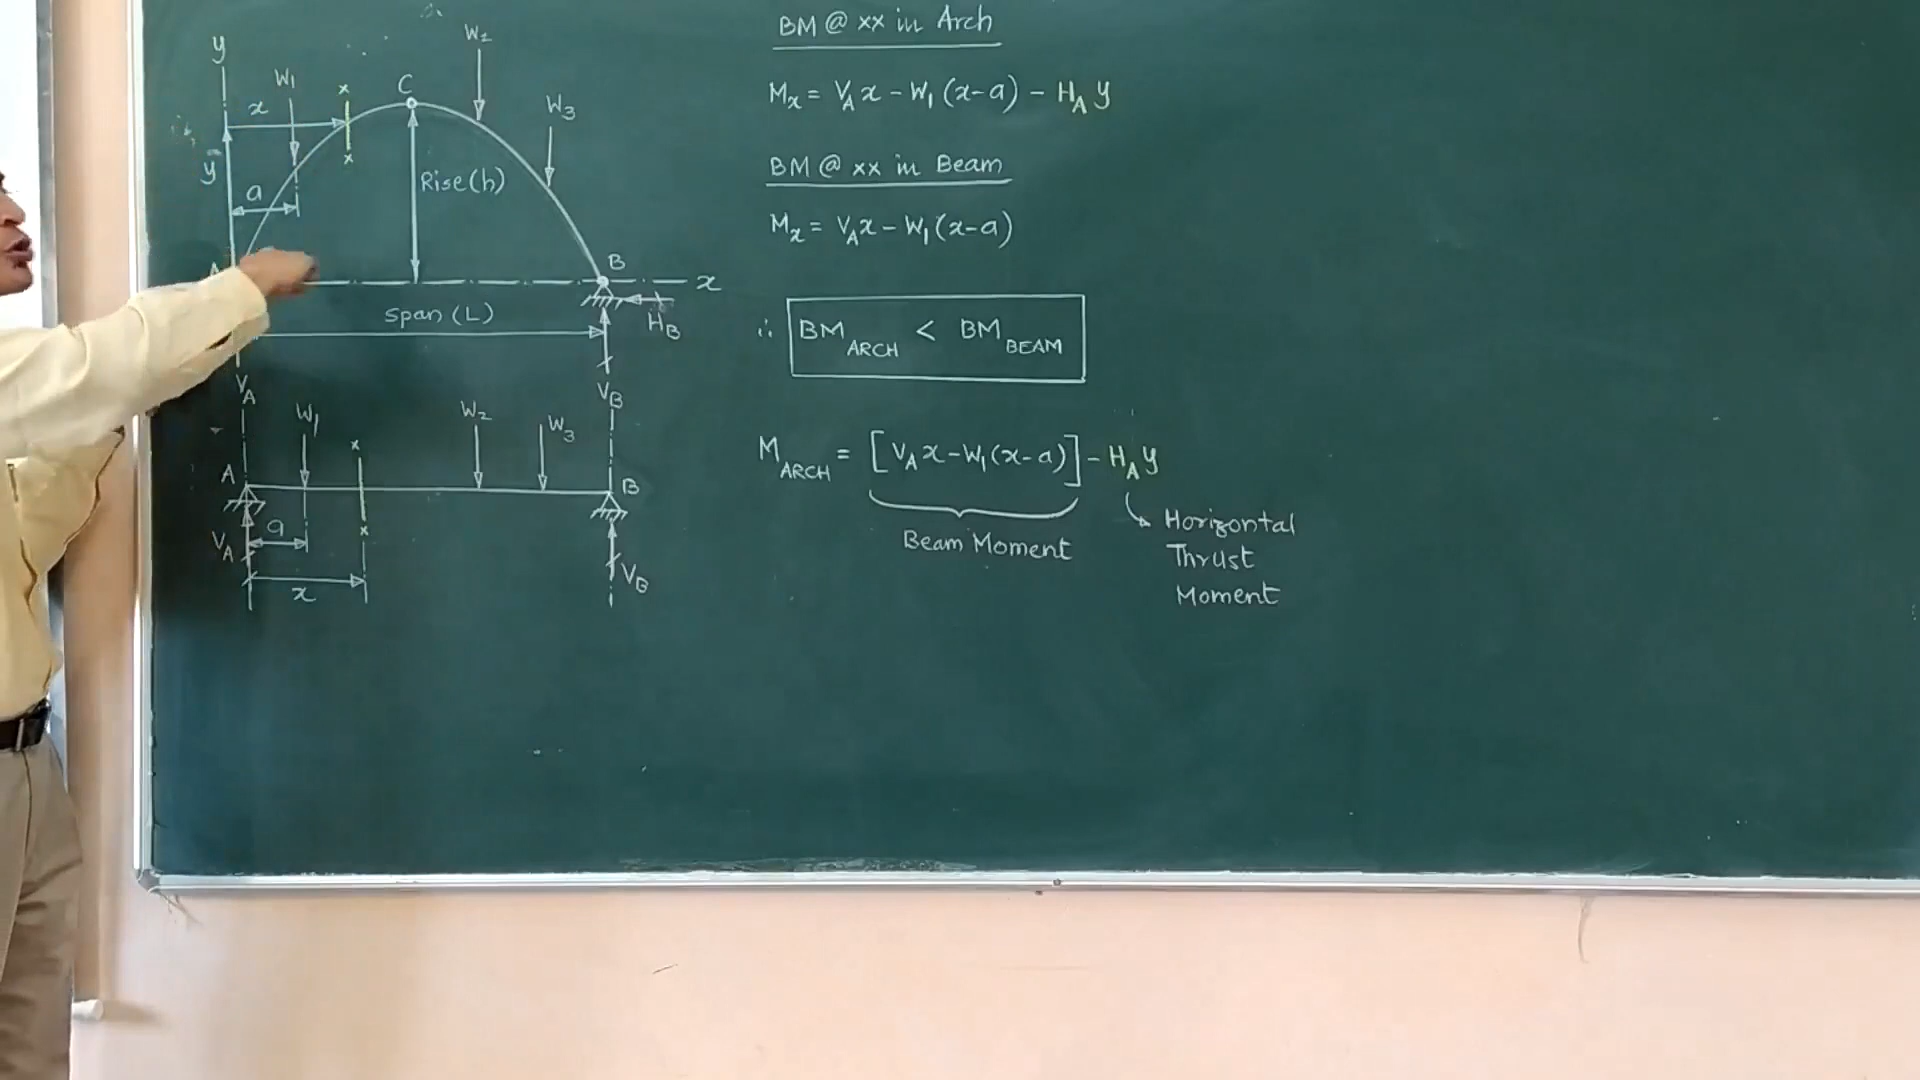 y
W₁
W₂
W₃
x
x
x
C
y
a
Rise(h)
A
B
x
Span (L)
H_B
V_A
V_B
W₁
W₂
W₃
x
A
B
x
a
V_A
V_B
x
BM @ xx in Arch
Mₓ = V_A x - W₁ (x-a) - H_A y
BM @ xx in Beam
Mₓ = V_A x - W₁ (x-a)
∴ BM_ARCH < BM_BEAM
M_ARCH = [V_A x - W₁ (x-a)] - H_A y
Beam Moment
Horizontal
Thrust
Moment